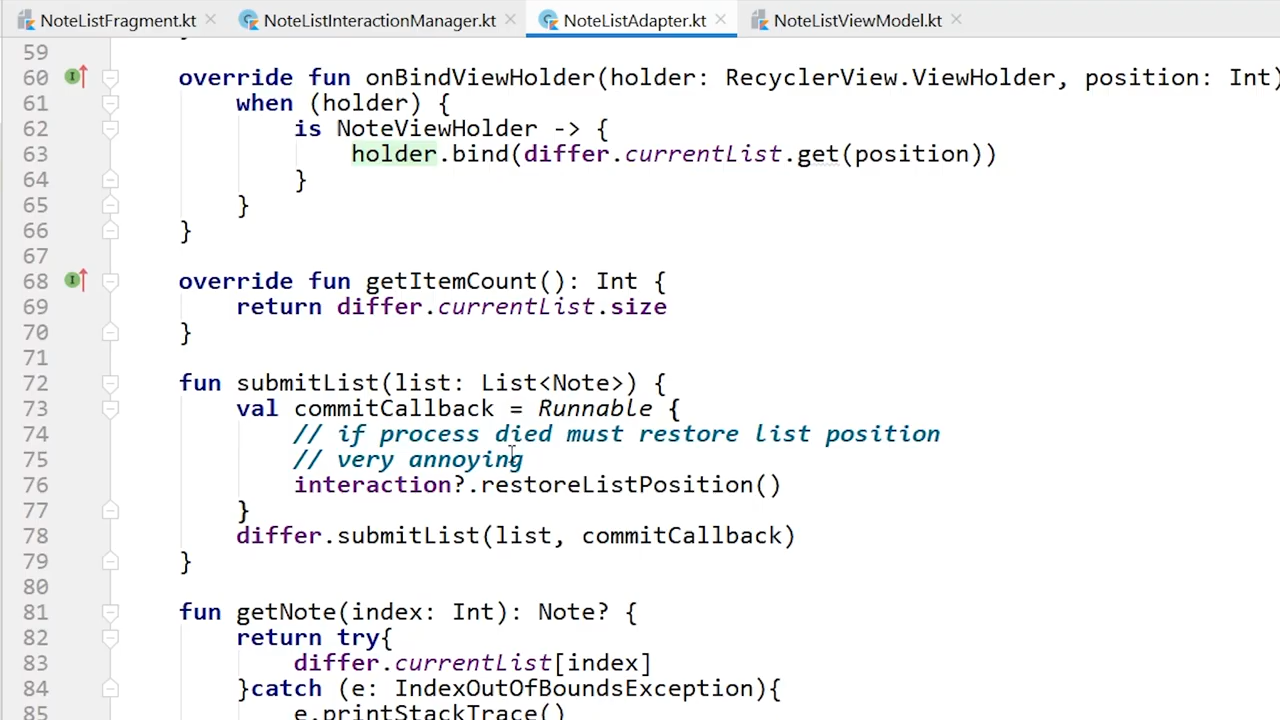 NoteListFragment.kt NoteListInteractionManager.kt NoteListAdapter.kt NoteListViewModel.kt
59
60 override fun onBindViewHolder(holder: RecyclerView.ViewHolder, position: Int)
61 when (holder) {
62 is NoteViewHolder -> {
63 holder.bind(differ.currentList.get(position))
64 }
65 }
66 }
67
68 override fun getItemCount(): Int {
69 return differ.currentList.size
70 }
71
72 fun submitList(list: List<Note>) {
73 val commitCallback = Runnable {
74 // if process died must restore list position
75 // very annoying
76 interaction?.restoreListPosition()
77 }
78 differ.submitList(list, commitCallback)
79 }
80
81 fun getNote(index: Int): Note? {
82 return try{
83 differ.currentList[index]
84 }catch (e: IndexOutOfBoundsException){
85 e.printStackTrace()